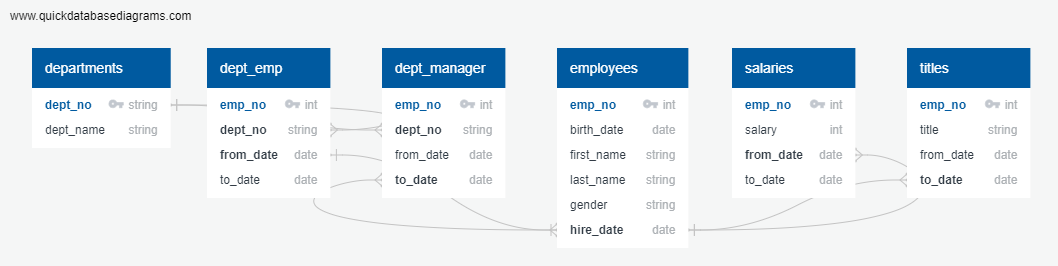 www.quickdatabasediagrams.com
departments
dept_no string
dept_name string
dept_emp
emp_no int
dept_no string
from_date date
to_date date
dept_manager
emp_no int
dept_no string
from_date date
to_date date
employees
emp_no int
birth_date date
first_name string
last_name string
gender string
hire_date date
salaries
emp_no int
salary int
from_date date
to_date date
titles
emp_no int
title string
from_date date
to_date date